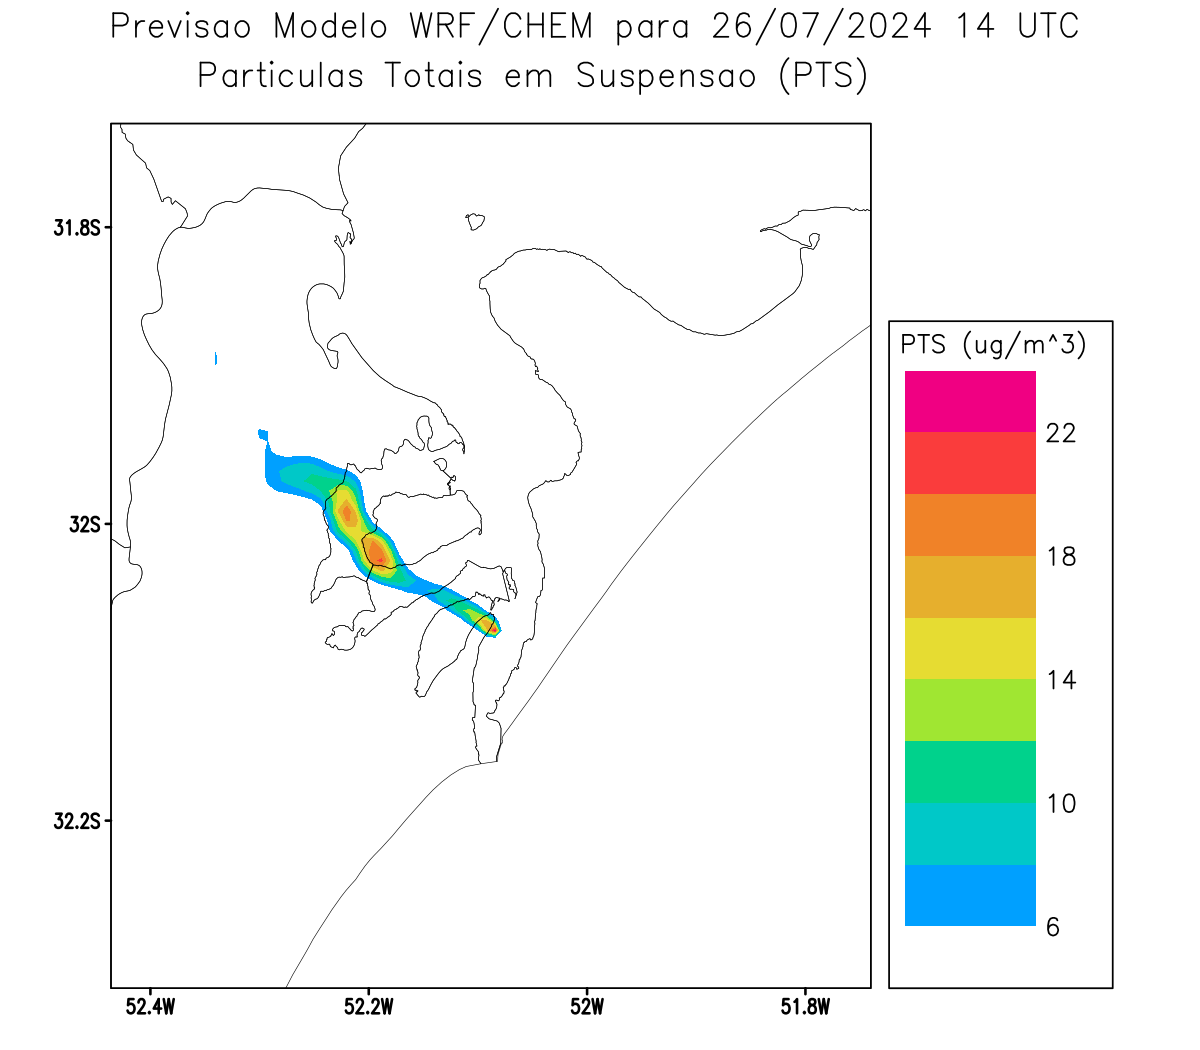 Previsao Modelo WRF/CHEM para 26/07/2024 14 UTC
Particulas Totais em Suspensao (PTS)
31.8S
32S
32.2S
52.4W
52.2W
52W
51.8W
PTS (ug/m^3)
22
18
14
10
6